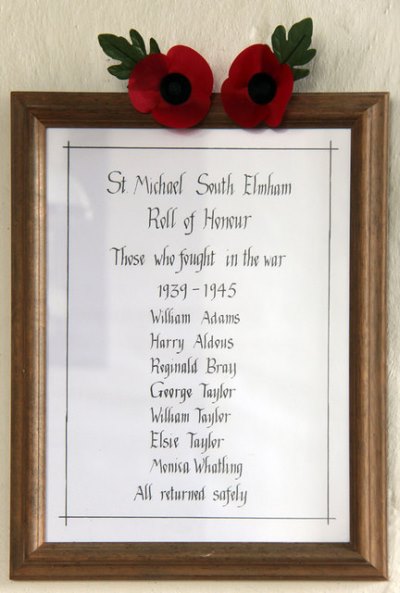 St. Michael South Elmham
Roll of Honour
Those who fought in the war
1939-1945
William Adams
Harry Aldous
Reginald Bray
George Taylor
William Taylor
Elsie Taylor
Monica Whatling
All returned safely